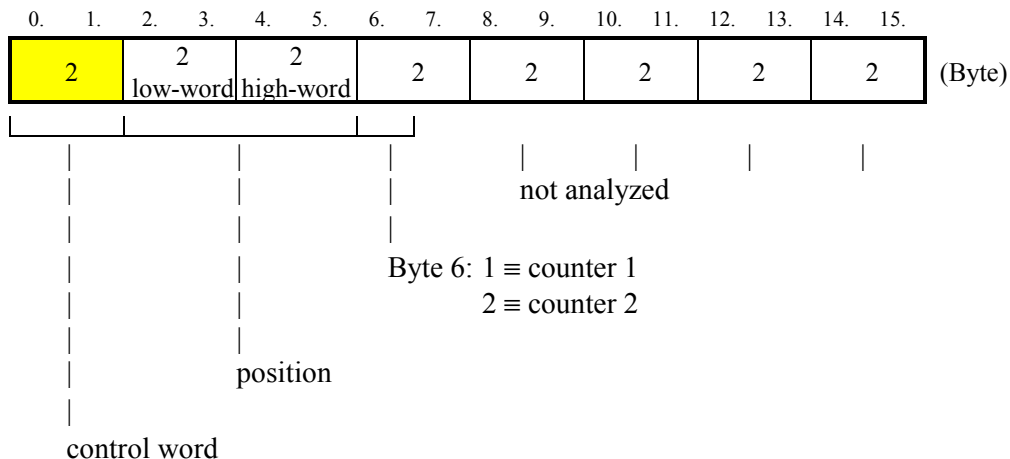 0. 1. 2. 3. 4. 5. 6. 7. 8. 9. 10. 11. 12. 13. 14. 15.
2 2 2 2 2 2 2 2 (Byte)
low-word high-word
not analyzed
Byte 6: 1 ≡ counter 1
2 ≡ counter 2
position
control word